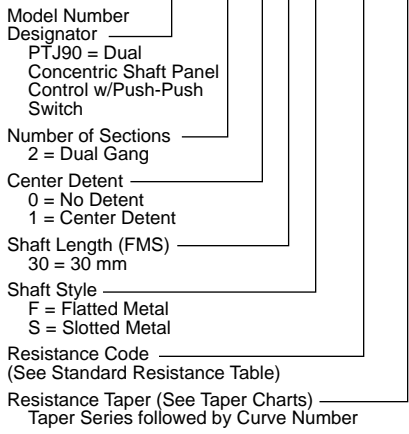 Model Number
Designator
PTJ90 = Dual
Concentric Shaft Panel
Control w/Push-Push
Switch
Number of Sections
2 = Dual Gang
Center Detent
0 = No Detent
1 = Center Detent
Shaft Length (FMS)
30 = 30 mm
Shaft Style
F = Flatted Metal
S = Slotted Metal
Resistance Code
(See Standard Resistance Table)
Resistance Taper (See Taper Charts)
Taper Series followed by Curve Number